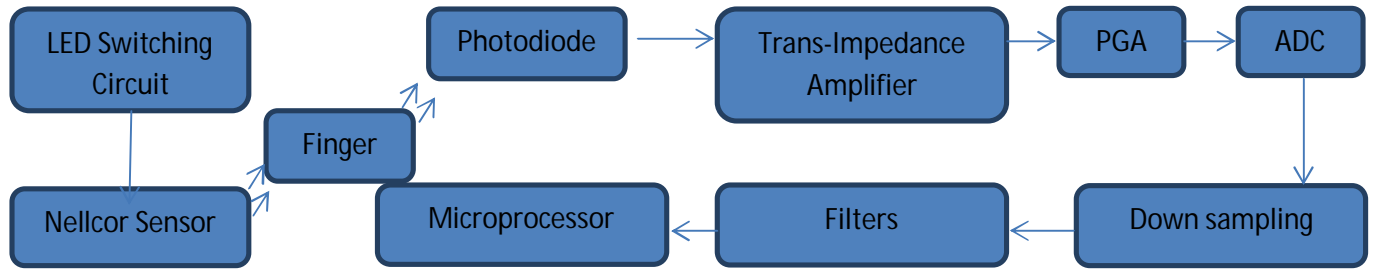 LED Switching
Circuit
Photodiode
Trans-Impedance
Amplifier
PGA
ADC
Finger
Nellcor Sensor
Microprocessor
Filters
Down sampling